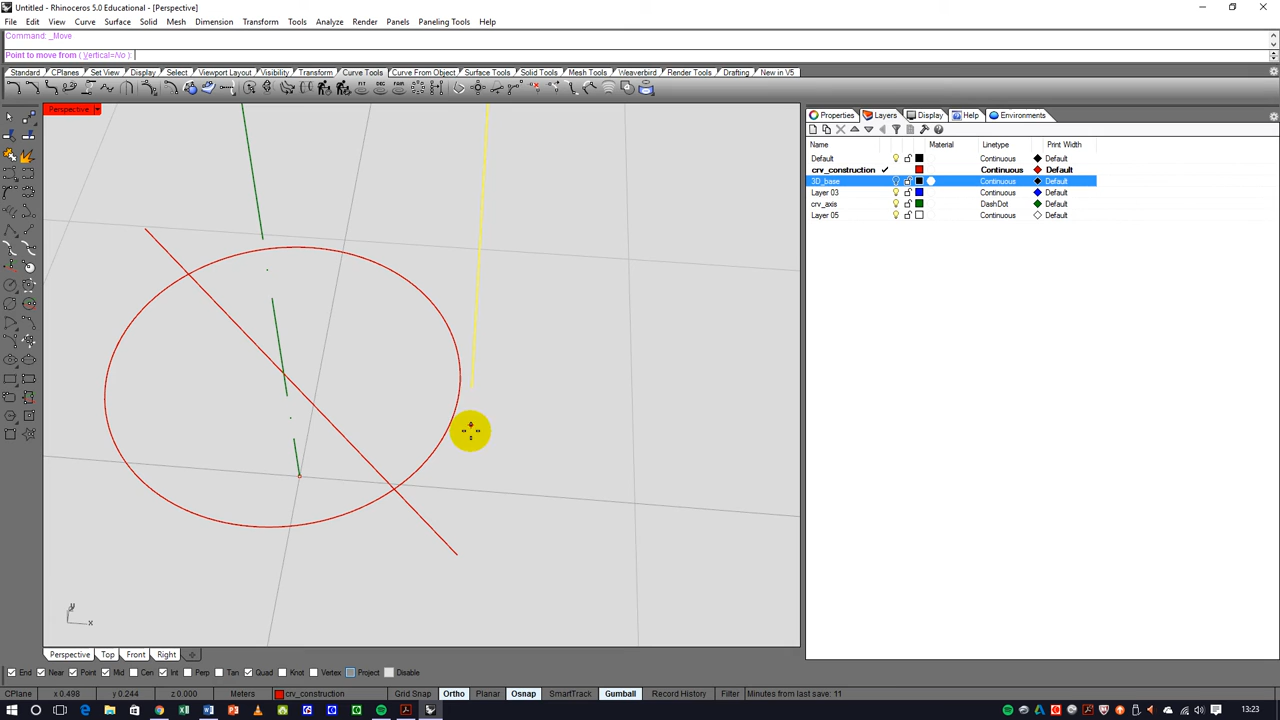 Untitled - Rhinoceros 5.0 Educational - [Perspective]
File Edit View Curve Surface Solid Mesh Dimension Transform Tools Analyze Render Panels Paneling Tools Help
Command: _Move
Point to move from ( Vertical=No ):
Standard CPlanes Set View Display Select Viewport Layout Visibility Transform Curve Tools Curve From Object Surface Tools Solid Tools Mesh Tools Weaverbird Render Tools Drafting New in V5
Perspective
Properties Layers Display Help Environments
Name Material Linetype Print Width
Default Continuous Default
crv_construction Continuous Default
3D_base Continuous Default
Layer 03 Continuous Default
crv_axis DashDot Default
Layer 05 Continuous Default
y
x
Perspective Top Front Right
End Near Point Mid Cen Int Perp Tan Quad Knot Vertex Project Disable
CPlane x 0.498 y 0.244 z 0.000 Meters crv_construction Grid Snap Ortho Planar Osnap SmartTrack Gumball Record History Filter Minutes from last save: 11
13:23